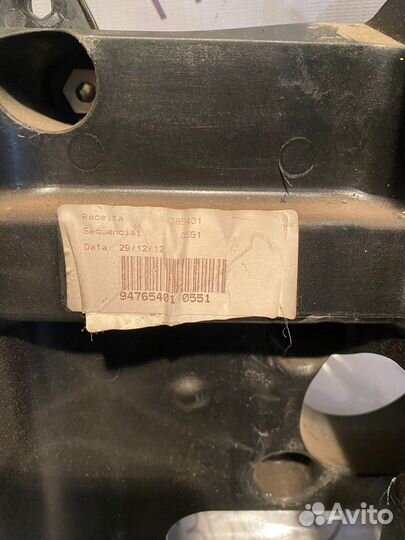 Receita 94765401
Sequencial 0551
Data: 29/12/12
94765401 0551
Avito